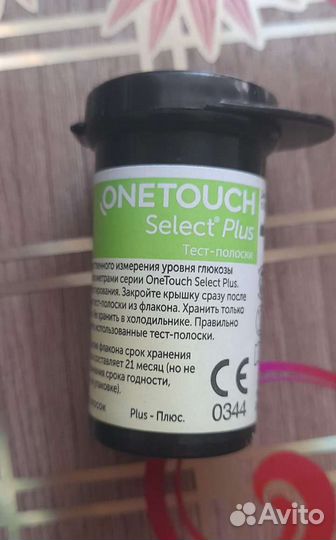 ONETOUCH
Select® Plus
Тест-полоски
измерения уровня глюкозы
серии OneTouch Select Plus.
Закройте крышку сразу после
из флакона. Хранить только
хранить в холодильнике. Правильно
использованные тест-полоски.
флакона срок хранения
составляет 21 месяц (но не
срока годности,
Plus - Плюс.
CE
0344
Avito